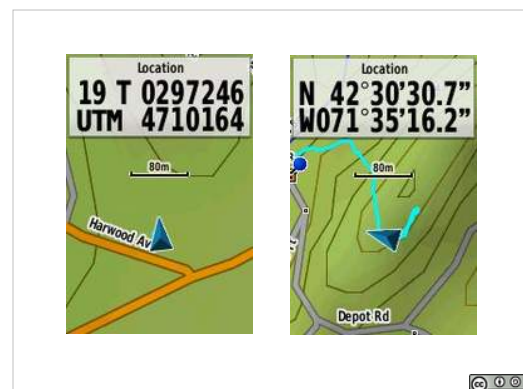 Location
19 T 0297246
UTM 4710164
80m
Harwood Av
Location
N 42°30'30.7"
W071°35'16.2"
80m
Depot Rd
cc